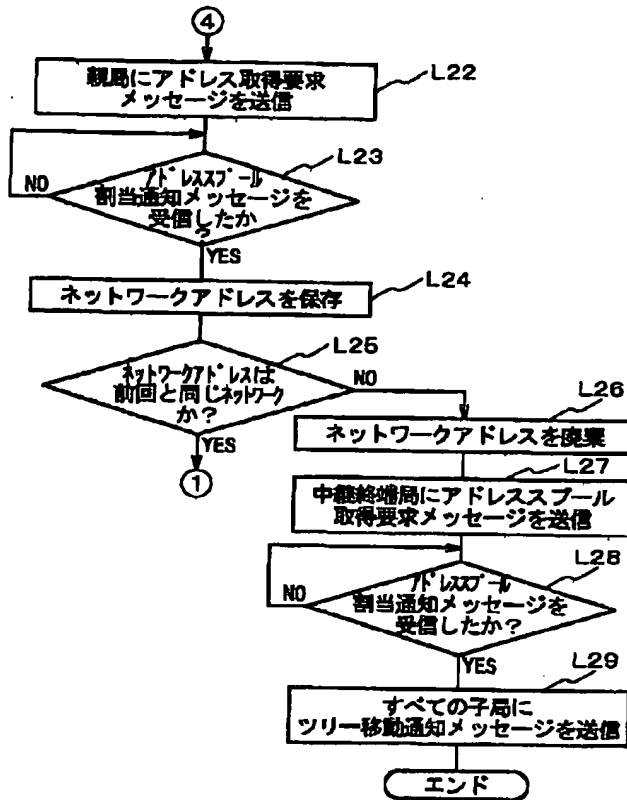 ④
親局にアドレス取得要求
メッセージを送信
L22
L23
アドレススプール
割当通知メッセージを
受信したか
?
NO
YES
ネットワークアドレスを保存
L24
L25
ネットワークアドレスは
前回と同じネットワーク
か?
NO
YES
①
L26
ネットワークアドレスを廃棄
L27
中継終端局にアドレススプール
取得要求メッセージを送信
L28
アドレススプール
割当通知メッセージを
受信したか?
NO
YES
L29
すべての子局に
ツリー移動通知メッセージを送信
エンド